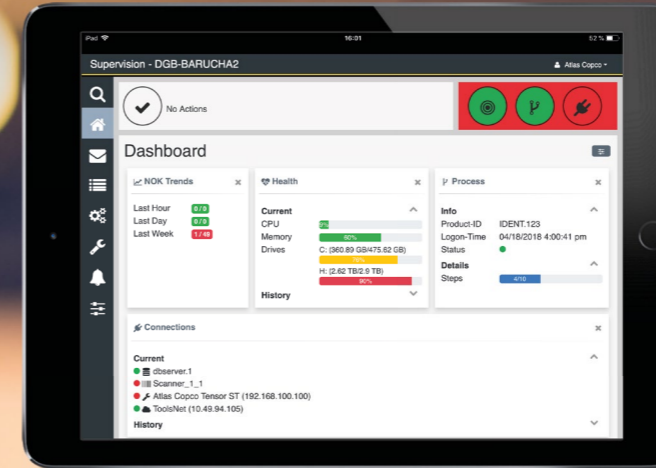 iPad
16:01
52 %
Supervision - DGB-BARUCHA2
Atlas Copco
No Actions
Dashboard
NOK Trends
Last Hour 0 / 0
Last Day 0 / 0
Last Week 1 / 49
Health
Current
CPU
Memory 60%
Drives C: (360.89 GB/475.62 GB)
H: (2.62 TB/2.9 TB)
90%
History
Process
Info
Product-ID IDENT.123
Logon-Time 04/18/2018 4:00:41 pm
Status
Details
Steps 4/10
Connections
Current
dbserver.1
Scanner_1_1
Atlas Copco Tensor ST (192.168.100.100)
ToolsNet (10.49.94.105)
History